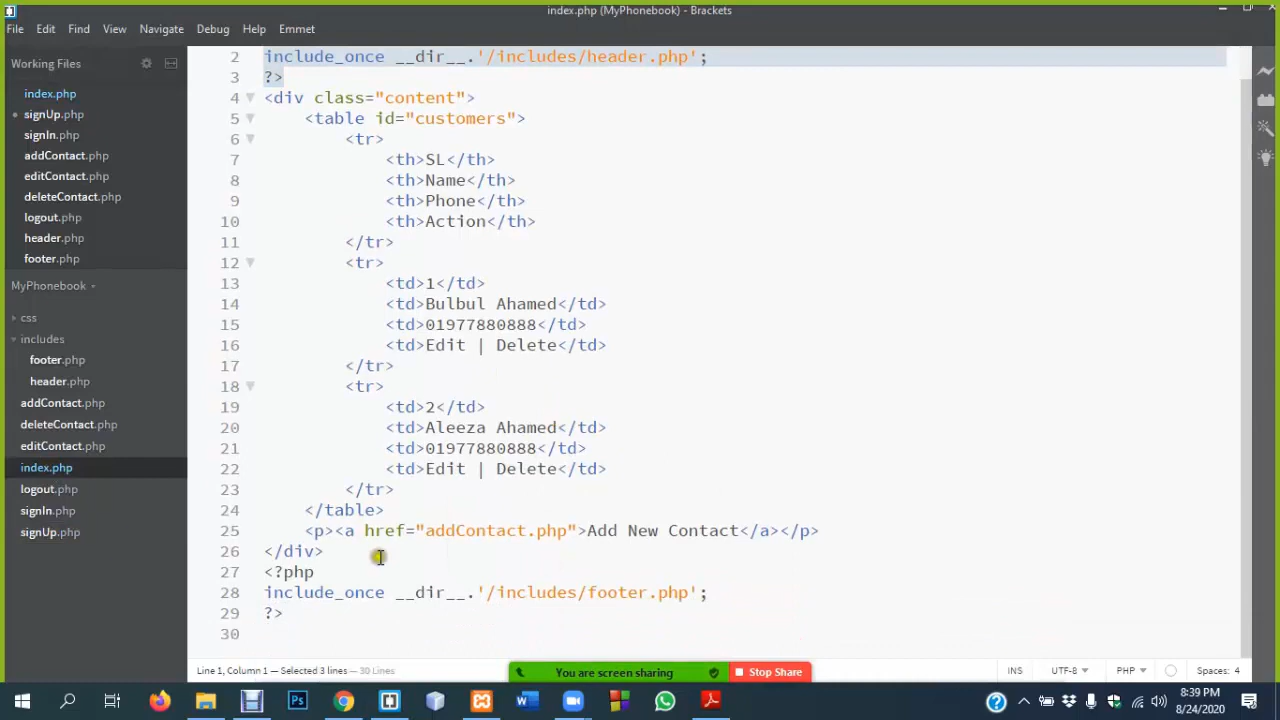 index.php (MyPhonebook) - Brackets
File Edit Find View Navigate Debug Help Emmet
Working Files
index.php
signUp.php
signIn.php
addContact.php
editContact.php
deleteContact.php
logout.php
header.php
footer.php
MyPhonebook
css
includes
footer.php
header.php
addContact.php
deleteContact.php
editContact.php
index.php
logout.php
signIn.php
signUp.php
2 include_once __dir__.'/includes/header.php';
3 ?>
4 <div class="content">
5 <table id="customers">
6 <tr>
7 <th>SL</th>
8 <th>Name</th>
9 <th>Phone</th>
10 <th>Action</th>
11 </tr>
12 <tr>
13 <td>1</td>
14 <td>Bulbul Ahamed</td>
15 <td>01977880888</td>
16 <td>Edit | Delete</td>
17 </tr>
18 <tr>
19 <td>2</td>
20 <td>Aleeza Ahamed</td>
21 <td>01977880888</td>
22 <td>Edit | Delete</td>
23 </tr>
24 </table>
25 <p><a href="addContact.php">Add New Contact</a></p>
26 </div>
27 <?php
28 include_once __dir__.'/includes/footer.php';
29 ?>
30
Line 1, Column 1 — Selected 3 lines — 30 Lines
INS UTF-8 PHP Spaces: 4
You are screen sharing Stop Share
Ps W
8:39 PM
8/24/2020